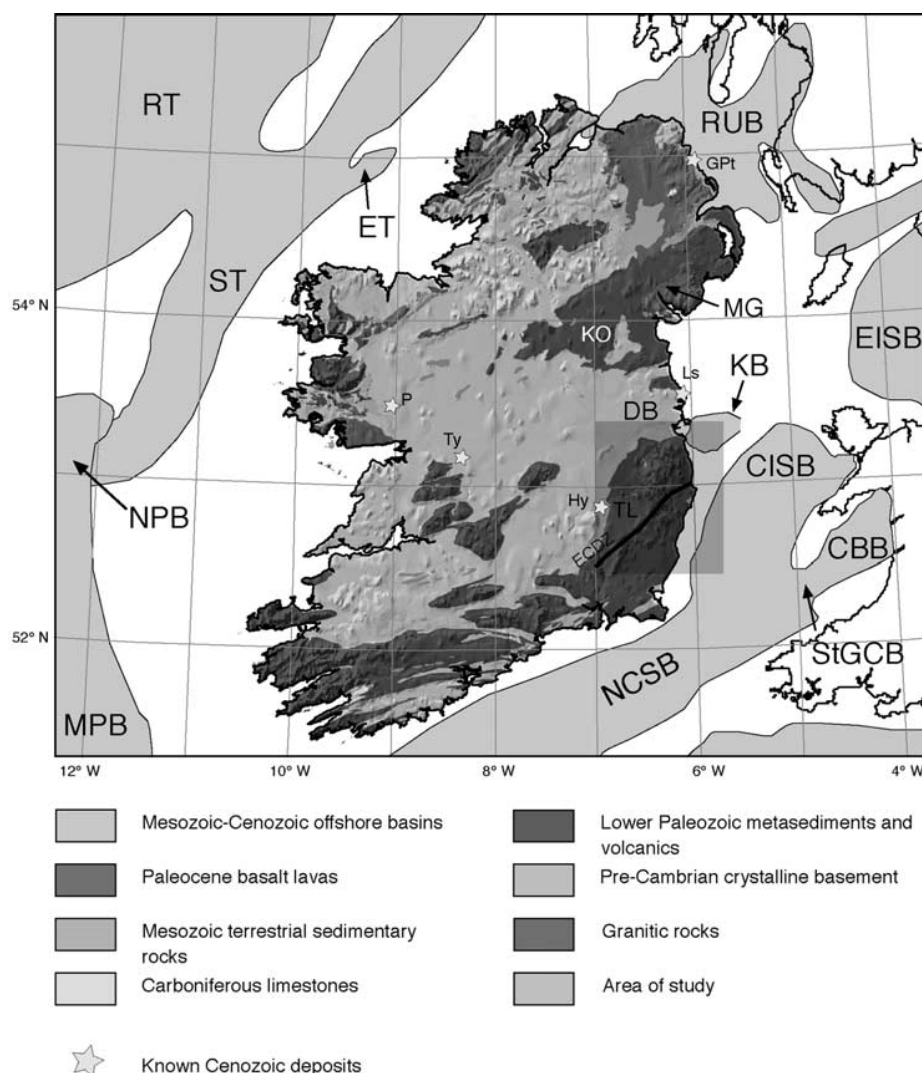 RT
RUB
GPt
ET
ST
54° N
MG
KO
EISB
Ls
KB
P
DB
Ty
CISB
NPB
Hy
TL
ECDZ
CBB
52° N
StGCB
NCSB
MPB
12° W
10° W
8° W
6° W
4° W
Mesozoic-Cenozoic offshore basins
Lower Paleozoic metasediments and
volcanics
Paleocene basalt lavas
Pre-Cambrian crystalline basement
Mesozoic terrestrial sedimentary
rocks
Granitic rocks
Carboniferous limestones
Area of study
Known Cenozoic deposits